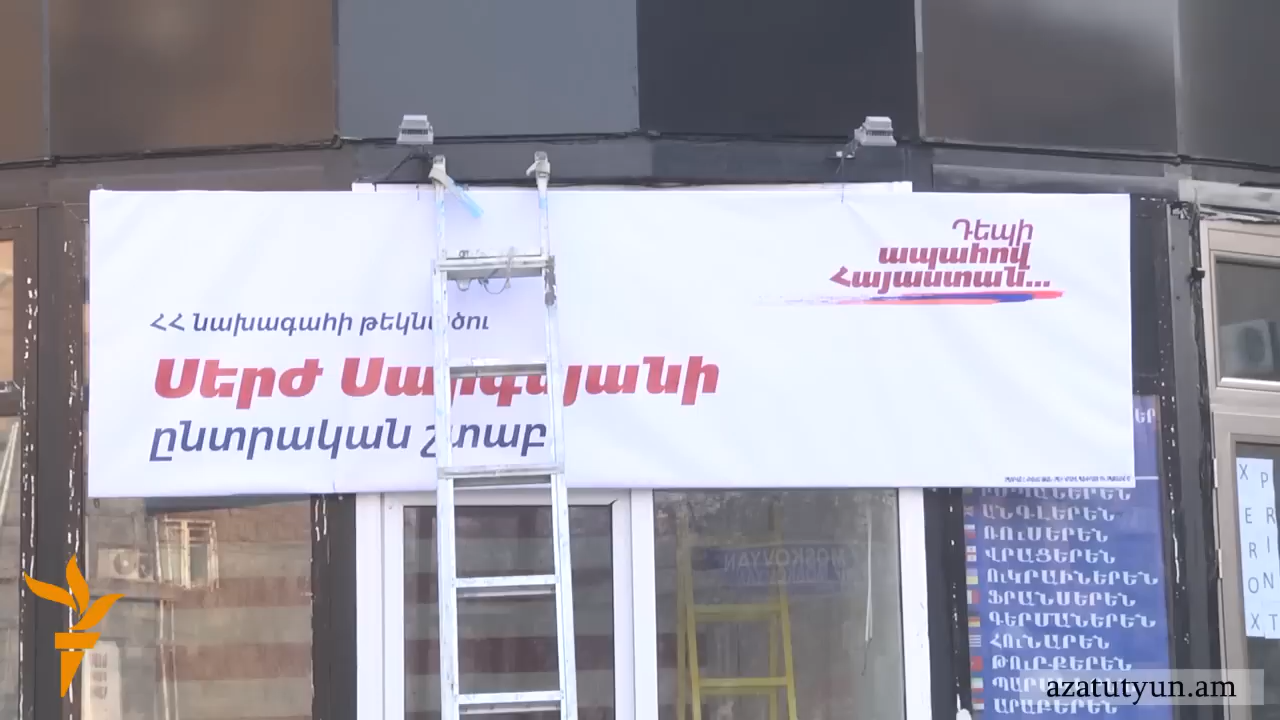 Դեպի
ապահով
Հայաստան...
ՀՀ նախագահի թեկնածու
Սերժ Սարգսյանի
ընտրական շտաբ
ԻՍՊԱՆԵՐԵՆ
ԱՆԳԼԵՐԵՆ
ՌՈՒՍԵՐԵՆ
ՎՐԱՑԵՐԵՆ
ՈՒԿՐԱԻՆԵՐԵՆ
ՖՐԱՆՍԵՐԵՆ
ԳԵՐՄԱՆԵՐԵՆ
ՀՈՒՆԱՐԵՆ
ԹՈՒՐՔԵՐԵՆ
ԱՐԱԲԵՐԵՆ
XEROX
PRINT
MOSKOVYAN
azatutyun.am